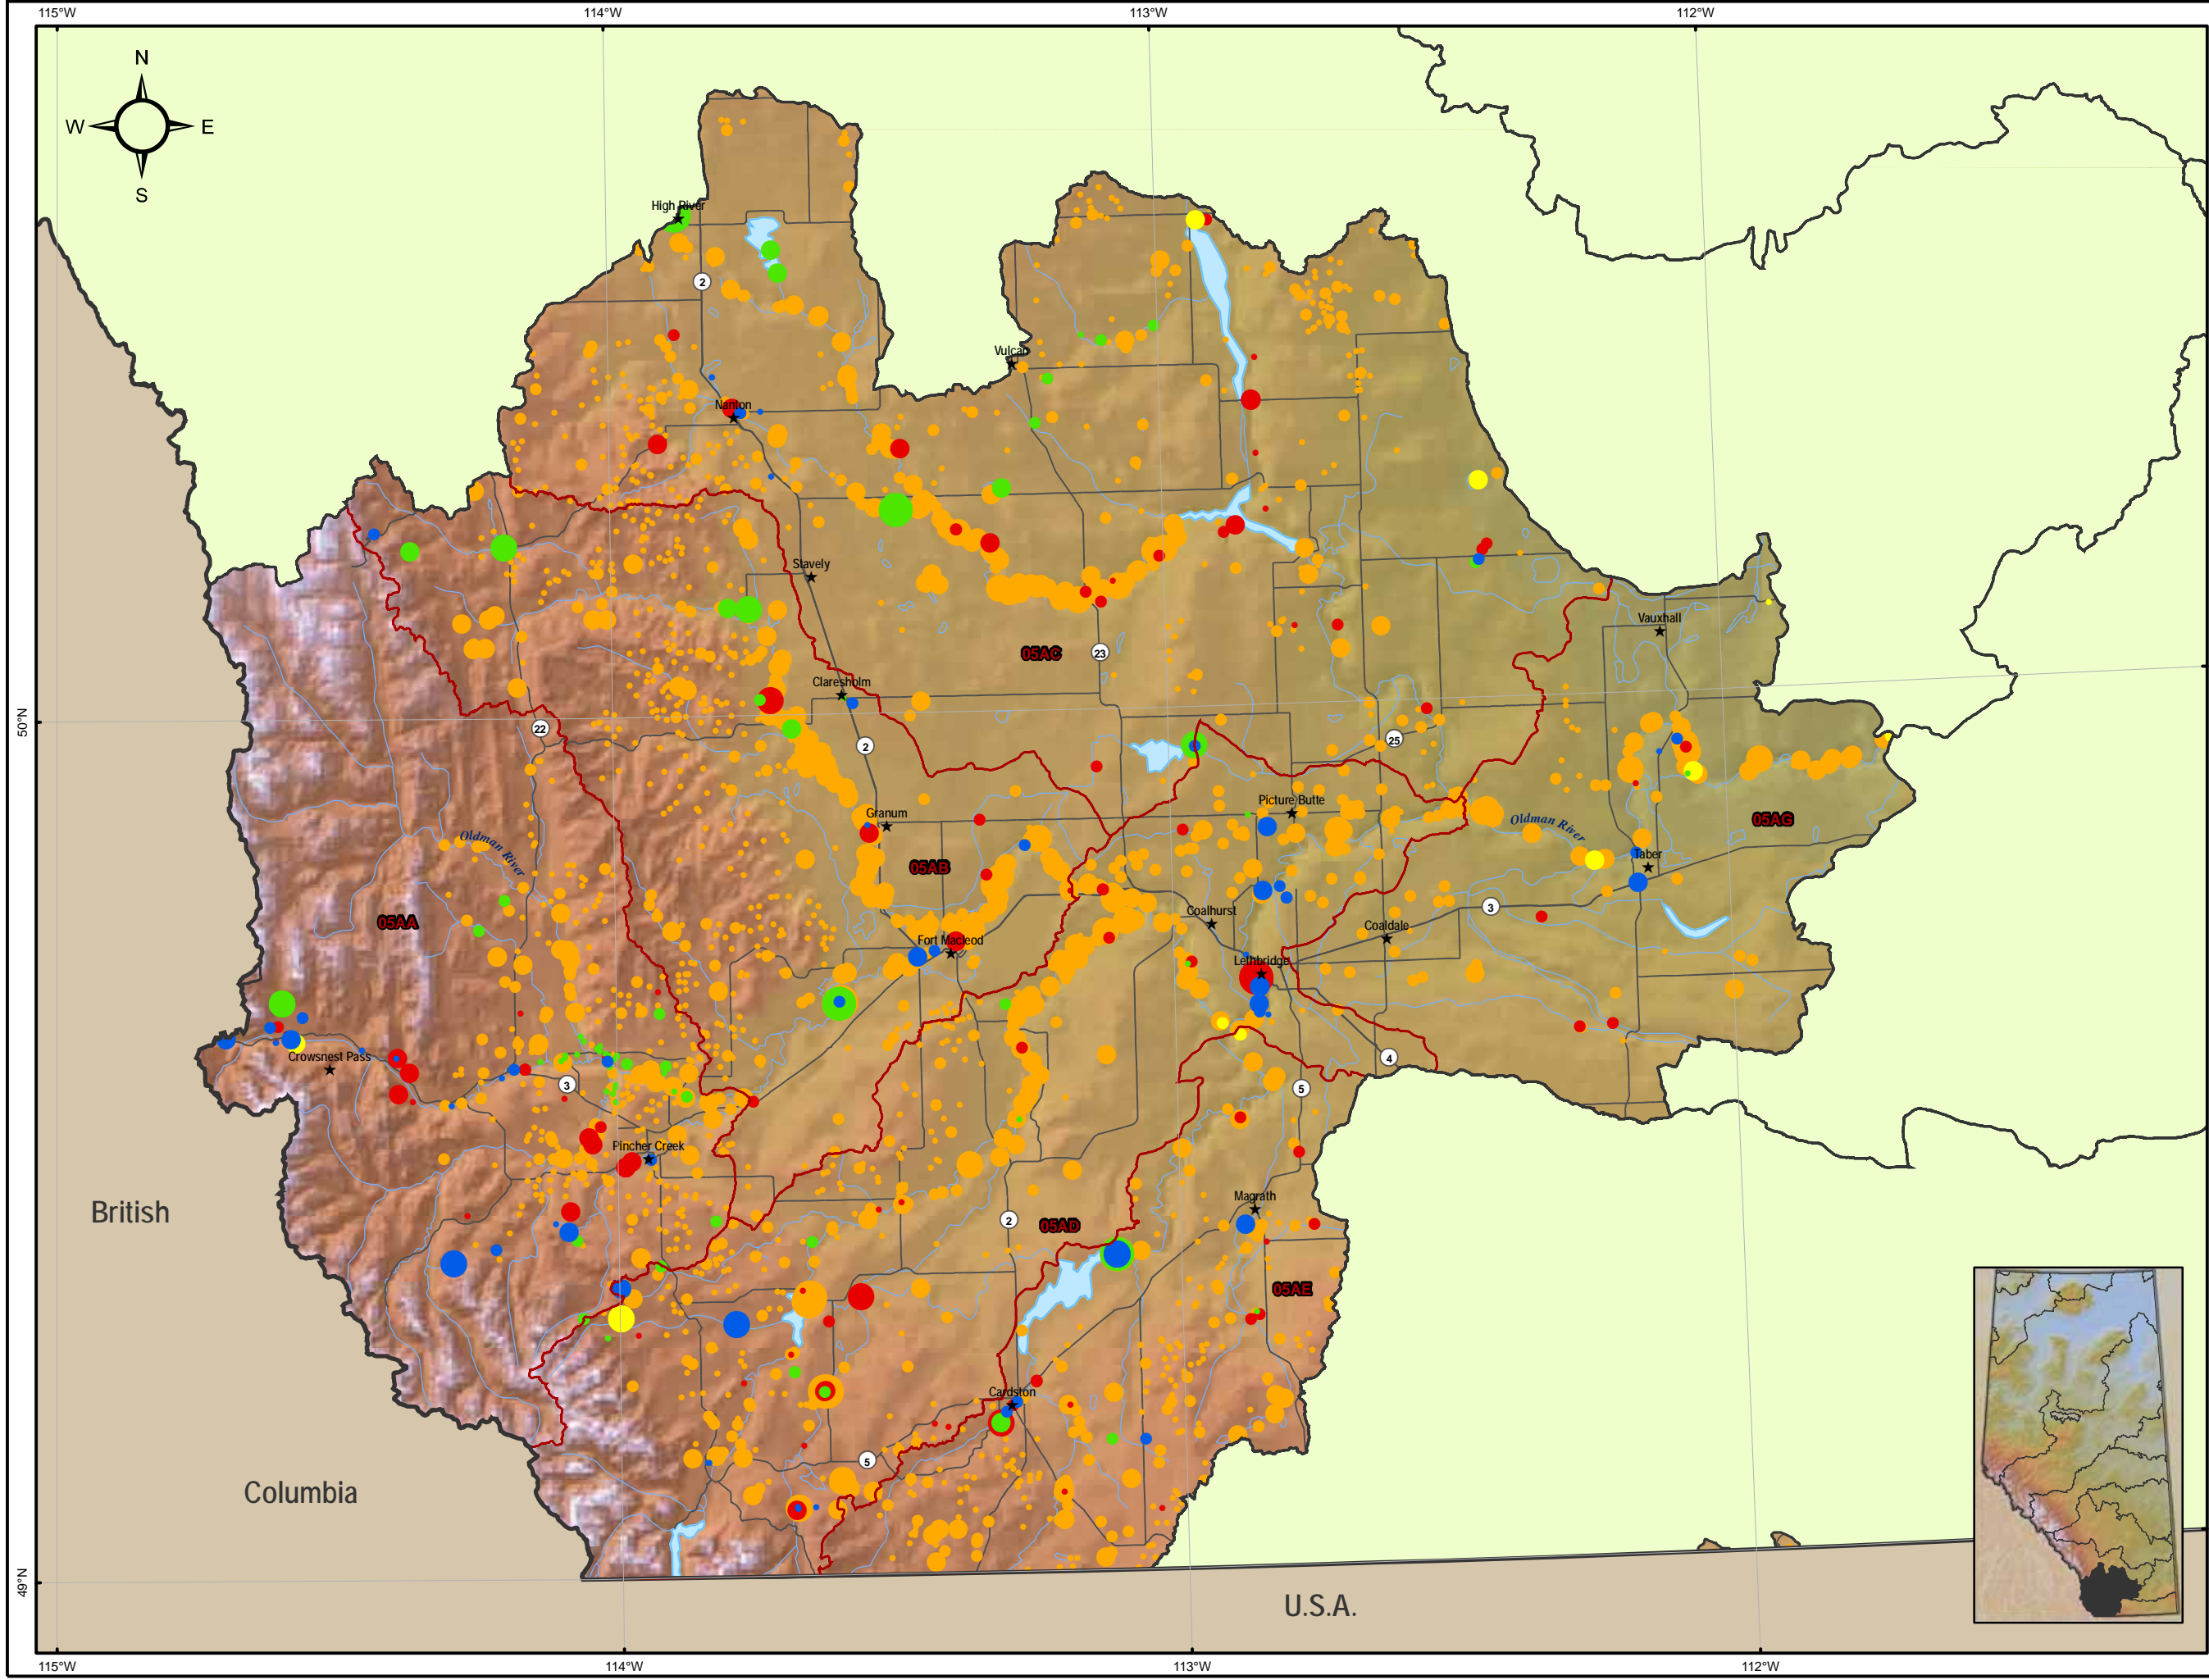 115°W
114°W
113°W
112°W
N
W
E
S
High River
2
Vulcan
Nanton
Stavely
Vauxhall
05AC
23
Claresholm
50°N
22
2
25
Granum
Picture Butte
Oldman River
05AG
Oldman River
05AB
Taber
3
05AA
Coalhurst
Coaldale
Fort Macleod
Lethbridge
Crowsnest Pass
4
3
5
Pincher Creek
British
Magrath
2
05AD
05AE
Cardston
5
Columbia
49°N
U.S.A.
115°W
114°W
113°W
112°W